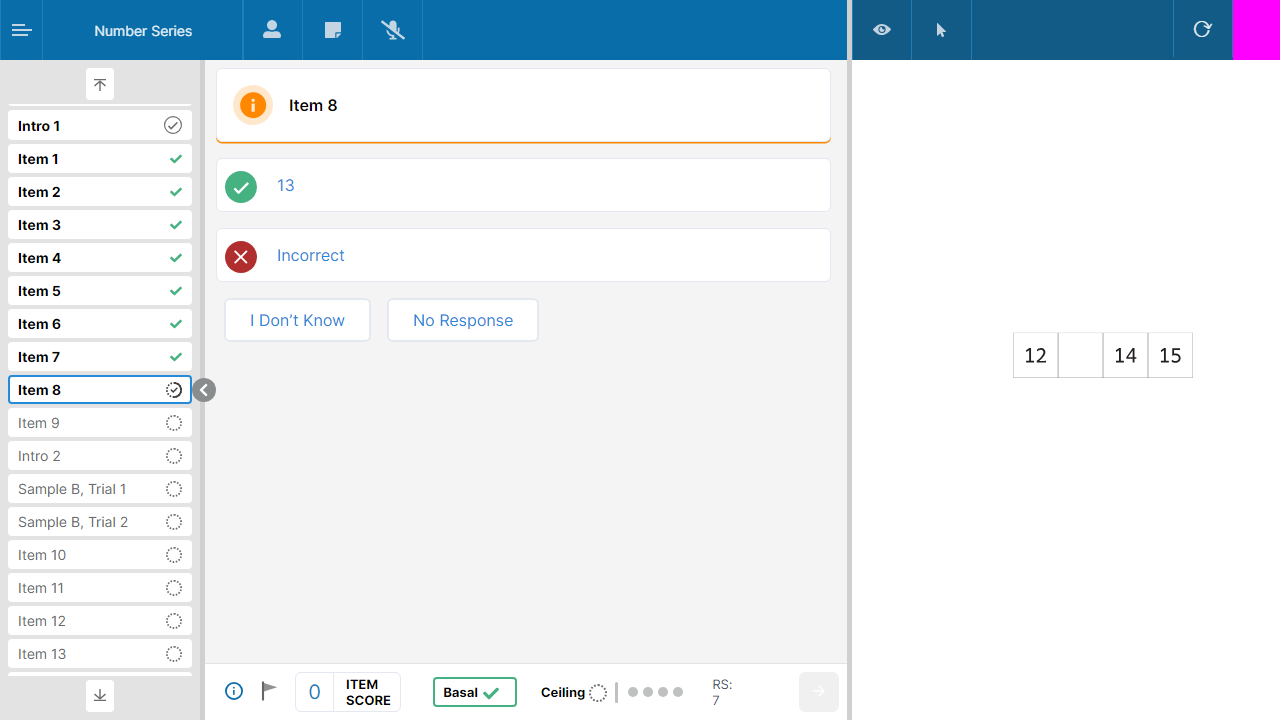 Number Series
Intro 1
Item 1
Item 2
Item 3
Item 4
Item 5
Item 6
Item 7
Item 8
Item 9
Intro 2
Sample B, Trial 1
Sample B, Trial 2
Item 10
Item 11
Item 12
Item 13
Item 8
13
Incorrect
I Don’t Know
No Response
0
ITEM
SCORE
Basal
Ceiling
RS:
7
12 14 15